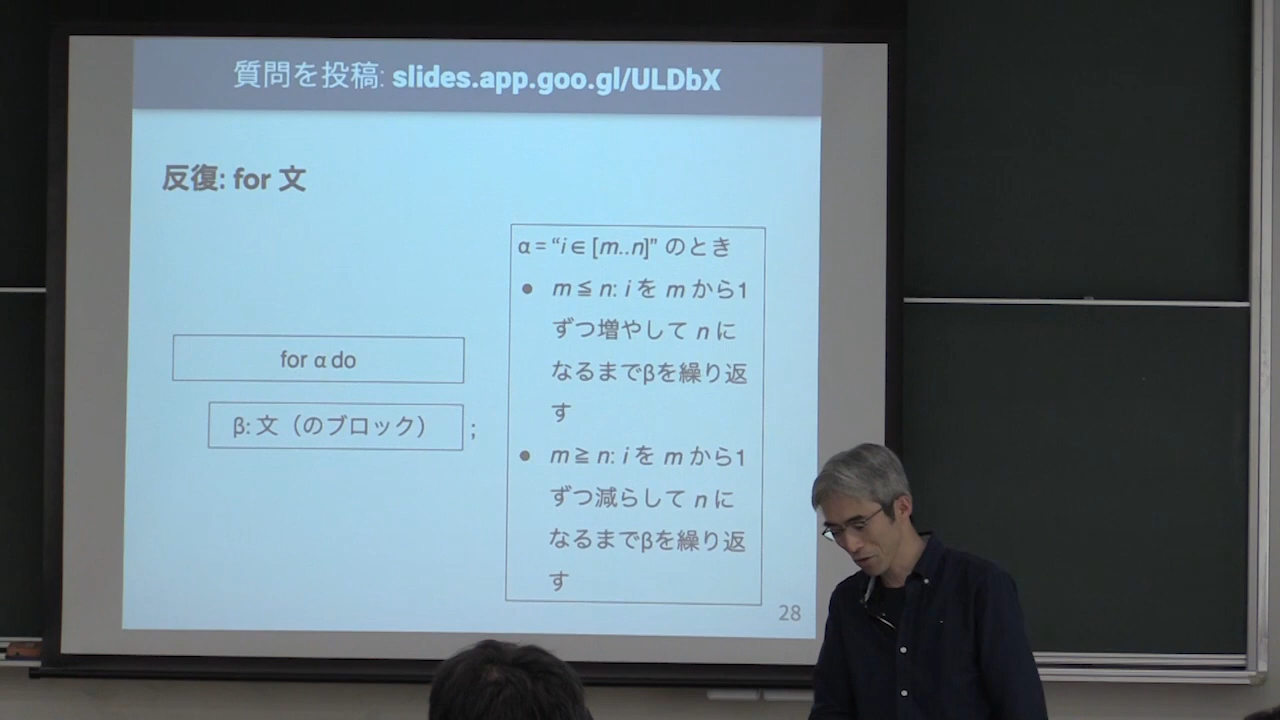 質問を投稿: slides.app.goo.gl/ULDbX
反復: for 文
for α do
β: 文（のブロック） ;
α = “i ∈ [m..n]” のとき
● m ≦ n: i を m から1
ずつ増やして n に
なるまでβを繰り返
す
● m ≧ n: i を m から1
ずつ減らして n に
なるまでβを繰り返
す
28